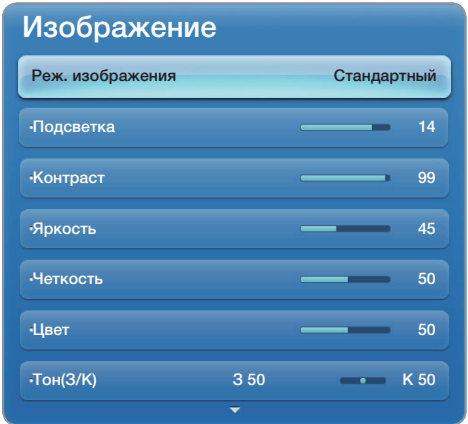 Изображение
Реж. изображения Стандартный
·Подсветка 14
·Контраст 99
·Яркость 45
·Четкость 50
·Цвет 50
·Тон(З/К) З 50 К 50